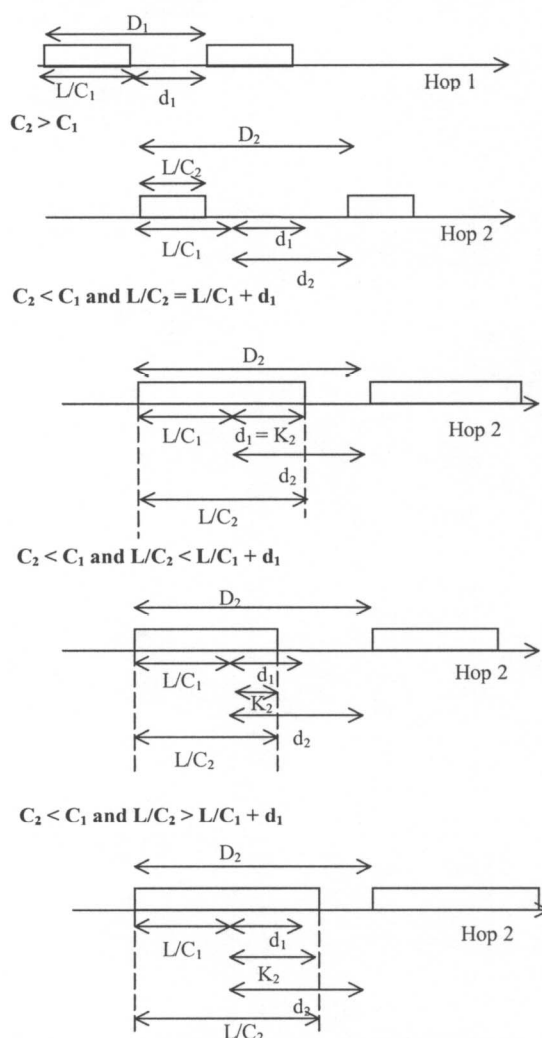 D₁
L/C₁ d₁ Hop 1
C₂ > C₁
D₂
L/C₂
L/C₁ d₁ Hop 2
d₂
C₂ < C₁ and L/C₂ = L/C₁ + d₁
D₂
L/C₁ d₁ = K₂ Hop 2
d₂
L/C₂
C₂ < C₁ and L/C₂ < L/C₁ + d₁
D₂
L/C₁ d₁ Hop 2
K₂
d₂
L/C₂
C₂ < C₁ and L/C₂ > L/C₁ + d₁
D₂
L/C₁ d₁ Hop 2
K₂
d₂
L/C₂